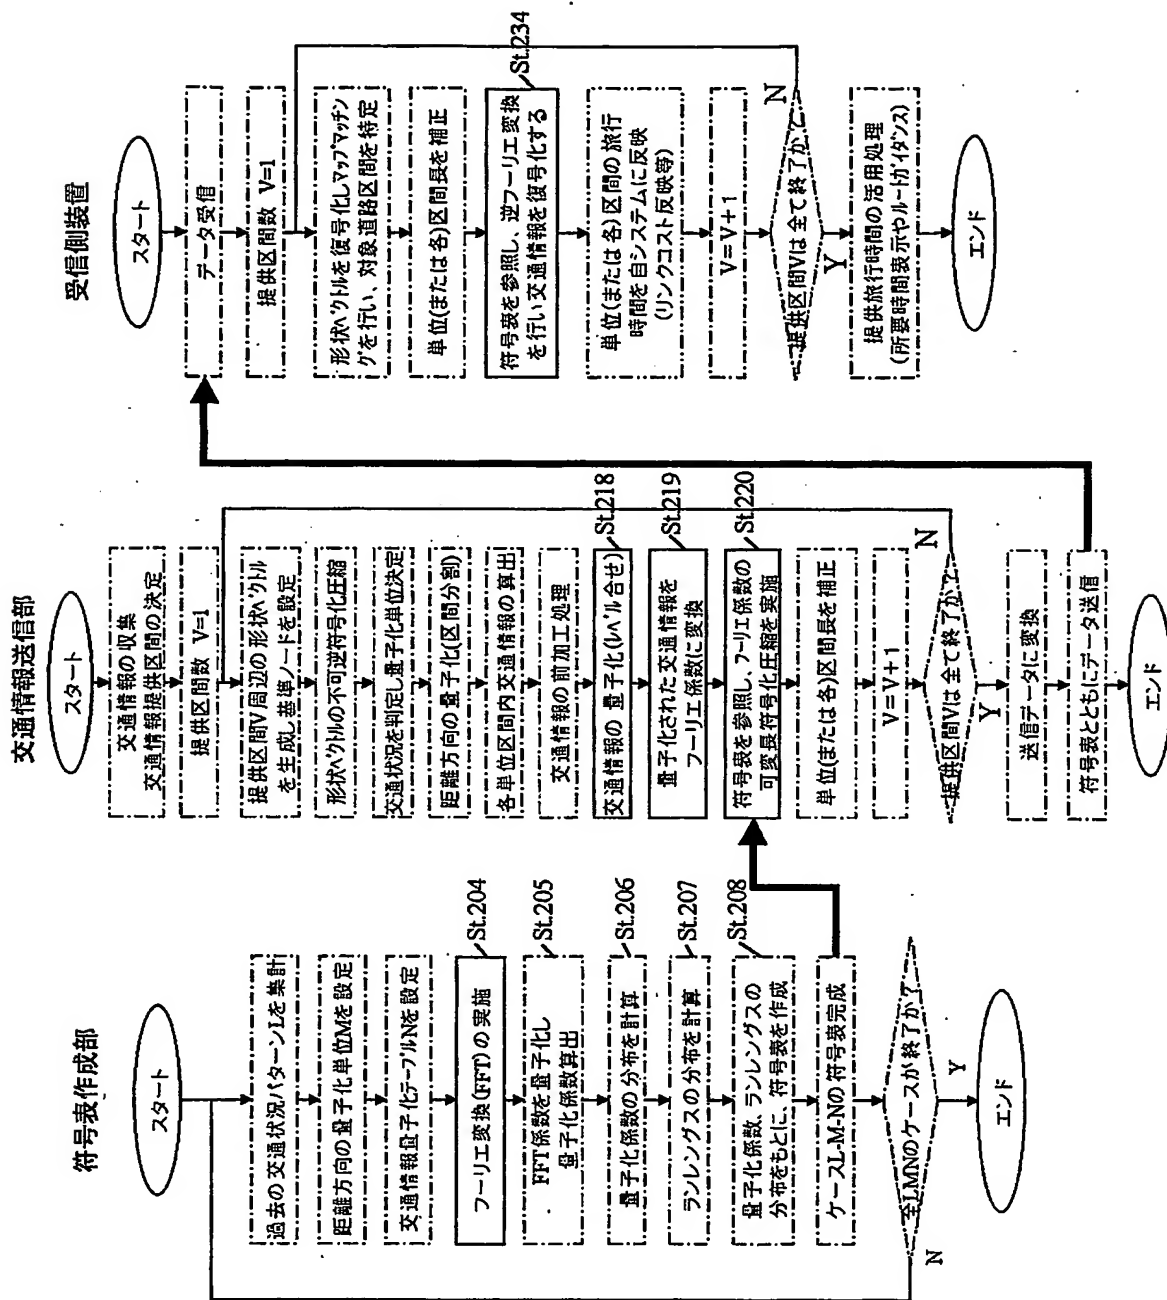 符号表作成部
スタート
過去の交通状況パターンLを集計
距離方向の量子化単位Mを設定
交通情報量子化テーブルNを設定
フーリエ変換(FFT)の実施
St.204
FFT係数を量子化し
量子化係数算出
St.205
量子化係数の分布を計算
St.206
ランレングスの分布を計算
St.207
量子化係数、ランレングスの
分布をもとに、符号表を作成
St.208
ケースL-M-Nの符号表完成
全LMNのケースが終了か?
N
Y
エンド
交通情報送信部
スタート
交通情報の収集
交通情報提供区間の決定
提供区間数 V=1
提供区間V周辺の形状ベクトル
を生成し基準ノードを設定
形状ベクトルの不可逆符号化圧縮
交通状況を判定し量子化単位決定
距離方向の量子化(区間分割)
各単位区間内交通情報の算出
交通情報の前加工処理
交通情報の量子化(レベル合せ)
St.218
量子化された交通情報を
フーリエ係数に変換
St.219
符号表を参照し、フーリエ係数の
可変長符号化圧縮を実施
St.220
単位(または各)区間長を補正
V=V+1
提供区間Vは全て終了か?
N
Y
送信データに変換
符号表とともにデータ送信
エンド
受信側装置
スタート
データ受信
提供区間数 V=1
形状ベクトルを復号化しマップマッチン
グを行い、対象道路区間を特定
単位(または各)区間長を補正
符号表を参照し、逆フーリエ変換
を行い交通情報を復号化する
St.234
単位(または各)区間の旅行
時間を自システムに反映
(リンクコスト反映等)
V=V+1
提供区間Vは全て終了か?
N
Y
提供旅行時間の活用処理
(所要時間表示やルートガイダンス)
エンド